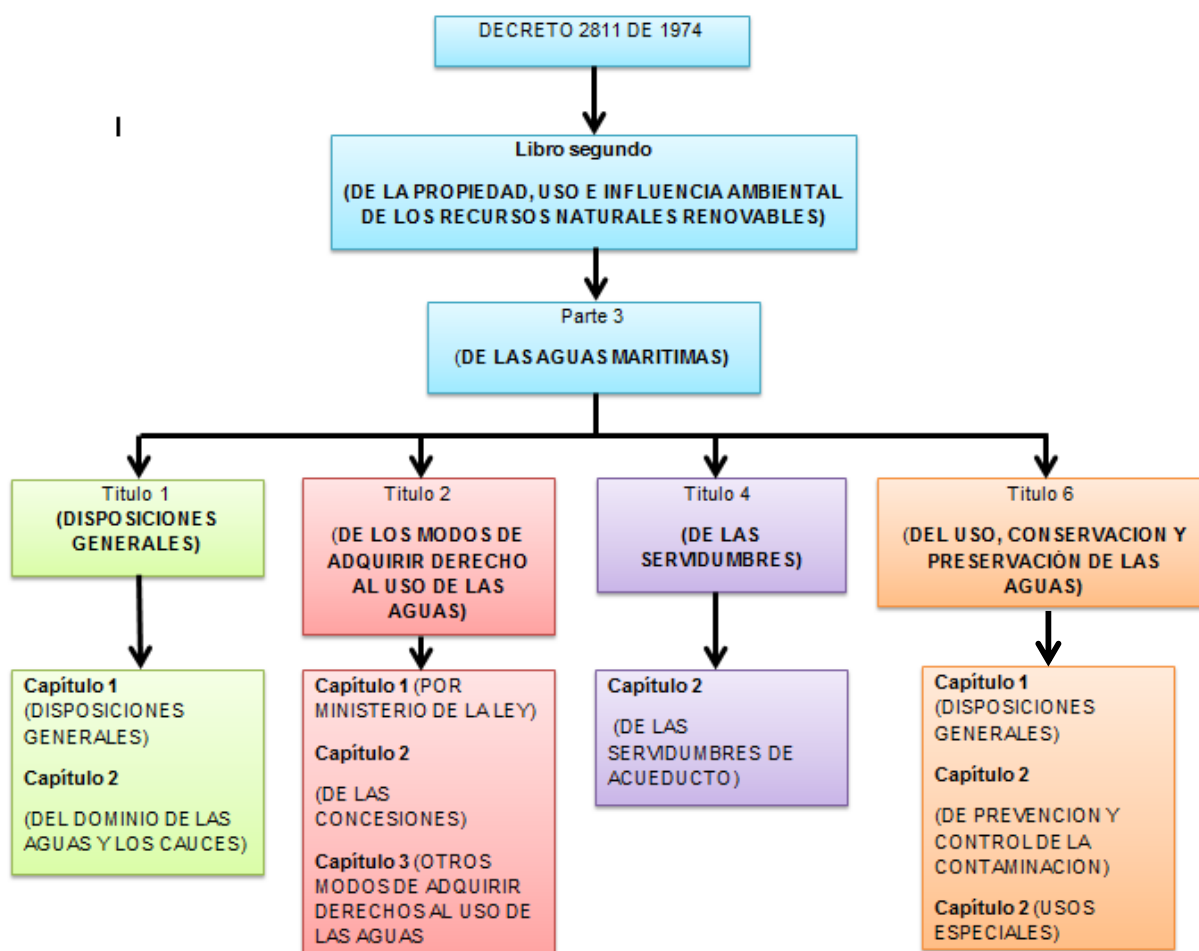 DECRETO 2811 DE 1974
I
Libro segundo
(DE LA PROPIEDAD, USO E INFLUENCIA AMBIENTAL
DE LOS RECURSOS NATURALES RENOVABLES)
Parte 3
(DE LAS AGUAS MARITIMAS)
Titulo 1
(DISPOSICIONES
GENERALES)
Titulo 2
(DE LOS MODOS DE
ADQUIRIR DERECHO
AL USO DE LAS
AGUAS)
Titulo 4
(DE LAS
SERVIDUMBRES)
Titulo 6
(DEL USO, CONSERVACION Y
PRESERVACIÓN DE LAS
AGUAS)
Capítulo 1
(DISPOSICIONES
GENERALES)
Capítulo 2
(DEL DOMINIO DE LAS
AGUAS Y LOS CAUCES)
Capítulo 1 (POR
MINISTERIO DE LA LEY)
Capítulo 2
(DE LAS
CONCESIONES)
Capítulo 3 (OTROS
MODOS DE ADQUIRIR
DERECHOS AL USO DE
LAS AGUAS
Capítulo 2
(DE LAS
SERVIDUMBRES DE
ACUEDUCTO)
Capítulo 1
(DISPOSICIONES
GENERALES)
Capítulo 2
(DE PREVENCION Y
CONTROL DE LA
CONTAMINACION)
Capítulo 2 (USOS
ESPECIALES)